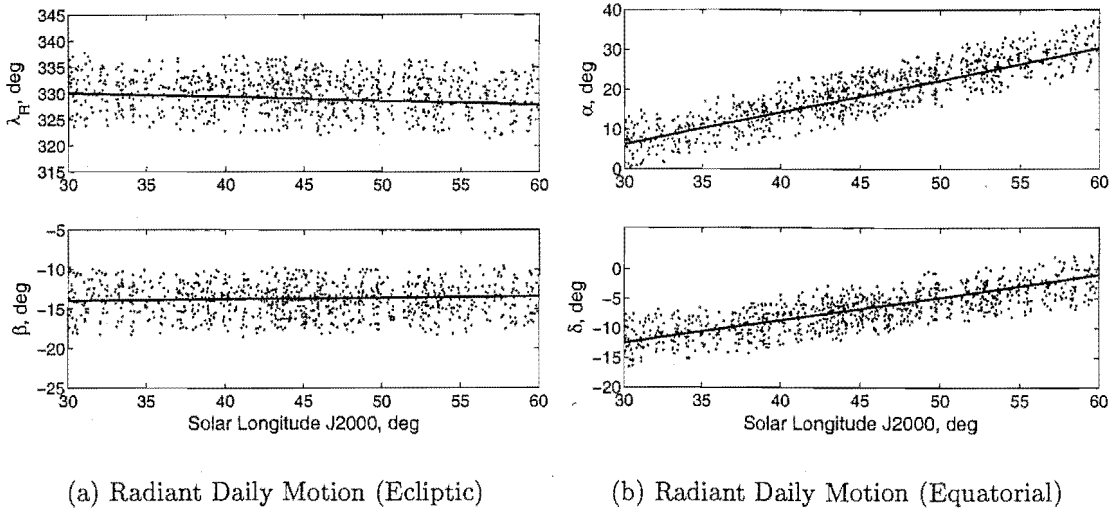 345
340
335
330
325
320
315
λ_R, deg
30 35 40 45 50 55 60
-5
-10
-15
-20
-25
β, deg
30 35 40 45 50 55 60
Solar Longitude J2000, deg
(a) Radiant Daily Motion (Ecliptic)
40
30
20
10
0
α, deg
30 35 40 45 50 55 60
0
-5
-10
-15
-20
δ, deg
30 35 40 45 50 55 60
Solar Longitude J2000, deg
(b) Radiant Daily Motion (Equatorial)